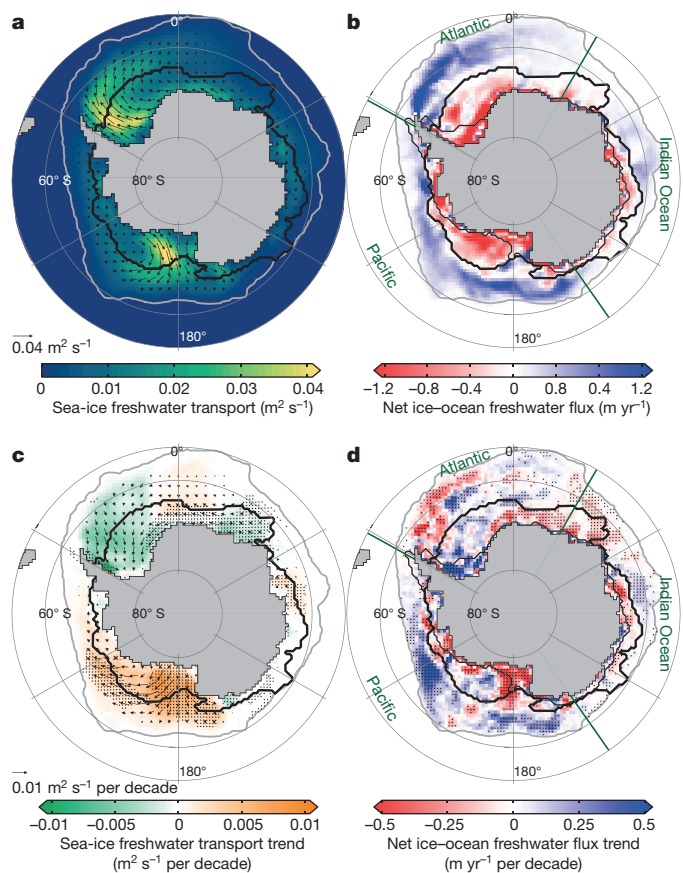 a
0°
60° S
80° S
180°
0.04 m² s⁻¹
0
0.01
0.02
0.03
0.04
Sea-ice freshwater transport (m² s⁻¹)
b
0°
Atlantic
Indian Ocean
Pacific
80° S
180°
−1.2
−0.8
−0.4
0
0.4
0.8
1.2
Net ice–ocean freshwater flux (m yr⁻¹)
c
0°
60° S
80° S
180°
0.01 m² s⁻¹ per decade
−0.01
−0.005
0
0.005
0.01
Sea-ice freshwater transport trend
(m² s⁻¹ per decade)
d
0°
Atlantic
Indian Ocean
Pacific
60° S
80° S
180°
−0.5
−0.25
0
0.25
0.5
Net ice–ocean freshwater flux trend
(m yr⁻¹ per decade)